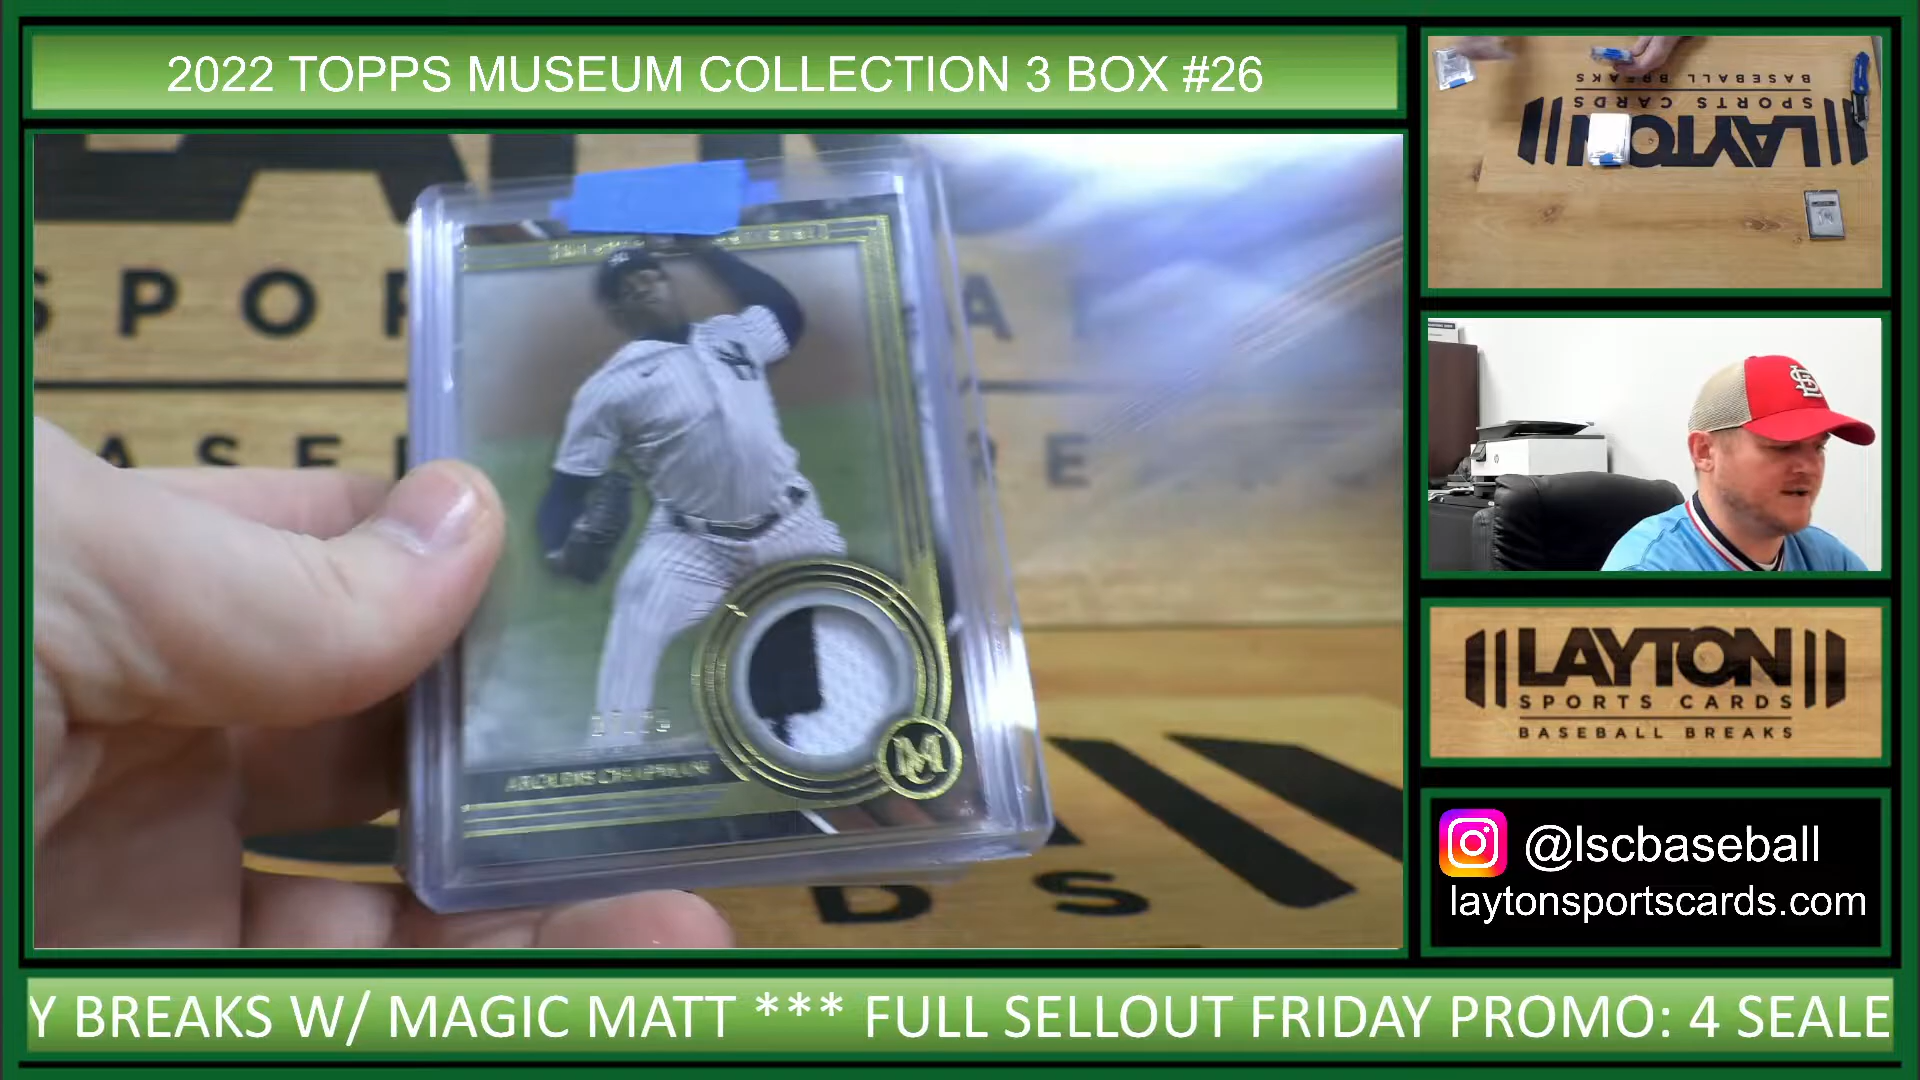 2022 TOPPS MUSEUM COLLECTION 3 BOX #26
LAYTON
SPORTS CARDS
BASEBALL BREAKS
AROLDIS CHAPMAN
MC
LAYTON
SPORTS CARDS
BASEBALL BREAKS
@lscbaseball
laytonsportscards.com
Y BREAKS W/ MAGIC MATT *** FULL SELLOUT FRIDAY PROMO: 4 SEALE